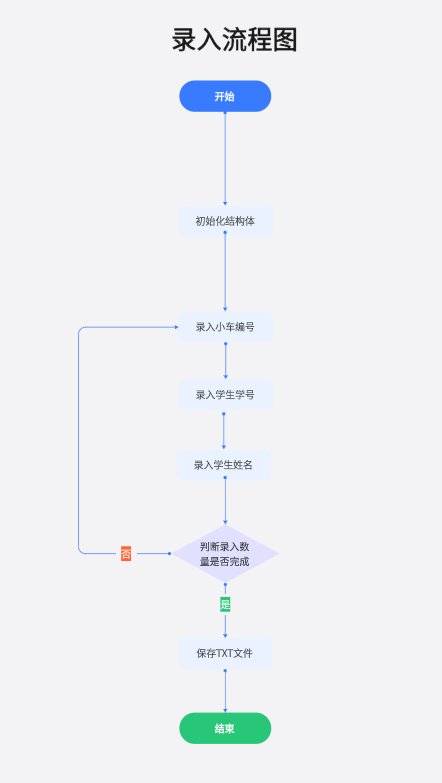 录入流程图
开始
初始化结构体
录入小车编号
录入学生学号
录入学生姓名
判断录入数
量是否完成
否
是
保存TXT文件
结束